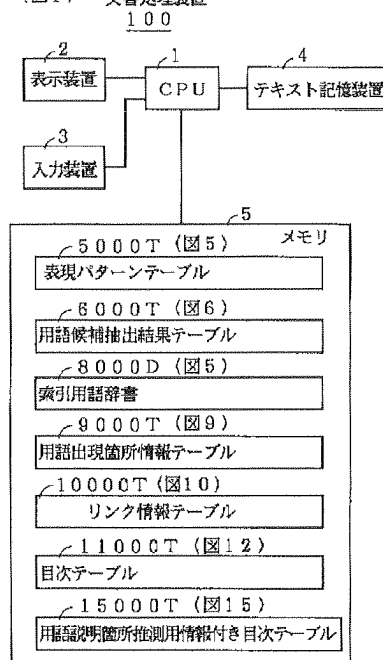 (図1) 文書処理装置
100
2
表示装置
1
CPU
4
テキスト記憶装置
3
入力装置
5
メモリ
5000T(図5)
表現パターンテーブル
6000T(図6)
用語候補抽出結果テーブル
8000D(図5)
索引用語辞書
9000T(図9)
用語出現箇所情報テーブル
10000T(図10)
リンク情報テーブル
11000T(図12)
目次テーブル
15000T(図15)
用語説明箇所推測用情報付き目次テーブル